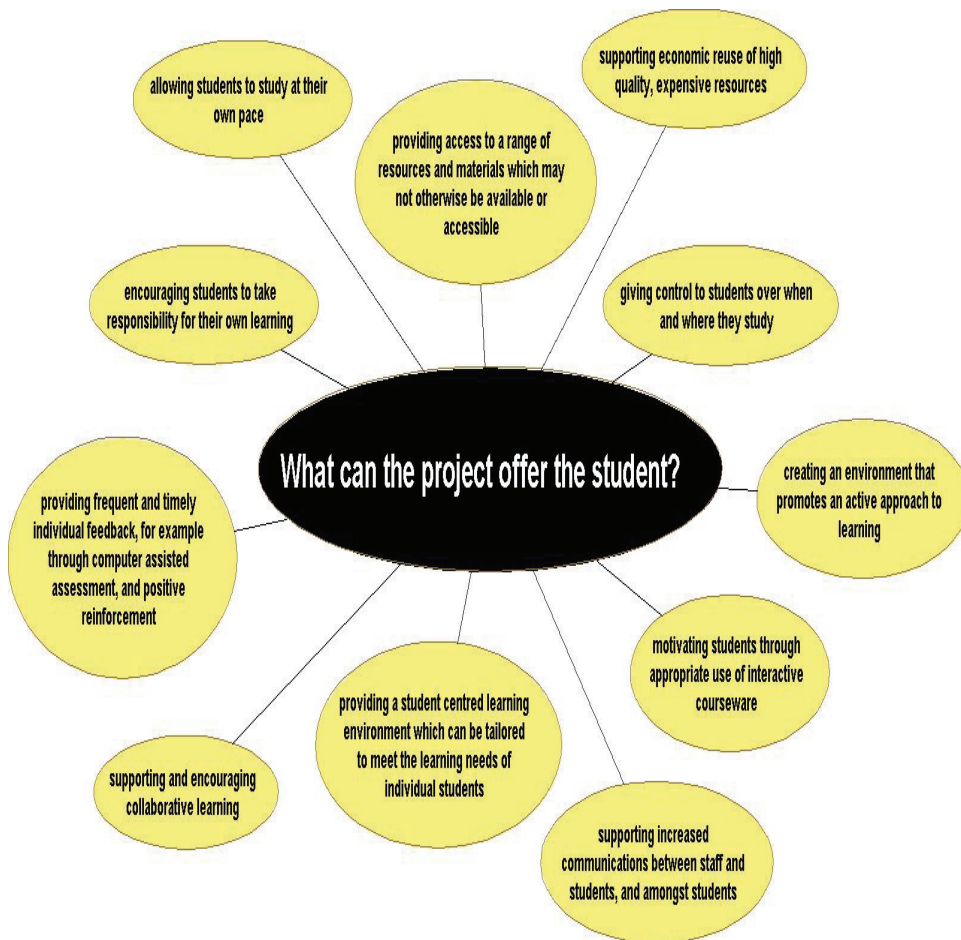 supporting economic reuse of high
quality, expensive resources
allowing students to study at their
own pace
providing access to a range of
resources and materials which may
not otherwise be available or
accessible
encouraging students to take
responsibility for their own learning
giving control to students over when
and where they study
What can the project offer the student?
creating an environment that
promotes an active approach to
learning
providing frequent and timely
individual feedback, for example
through computer assisted
assessment, and positive
reinforcement
motivating students through
appropriate use of interactive
courseware
providing a student centred learning
environment which can be tailored
to meet the learning needs of
individual students
supporting and encouraging
collaborative learning
supporting increased
communications between staff and
students, and amongst students